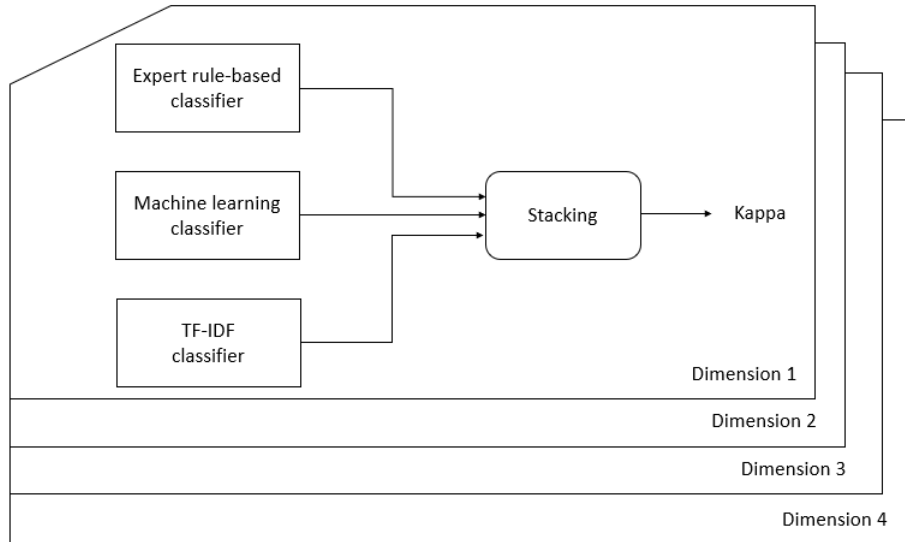 Expert rule-based
classifier
Machine learning
classifier
Stacking
Kappa
TF-IDF
classifier
Dimension 1
Dimension 2
Dimension 3
Dimension 4